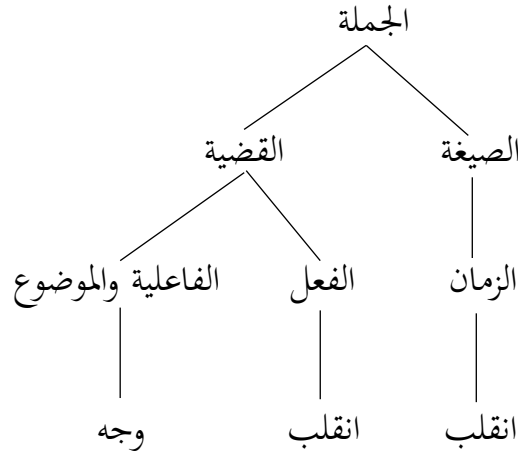 الجملة
الصيغة القضية
الزمان الفعل الفاعلية والموضوع
انقلب انقلب وجه